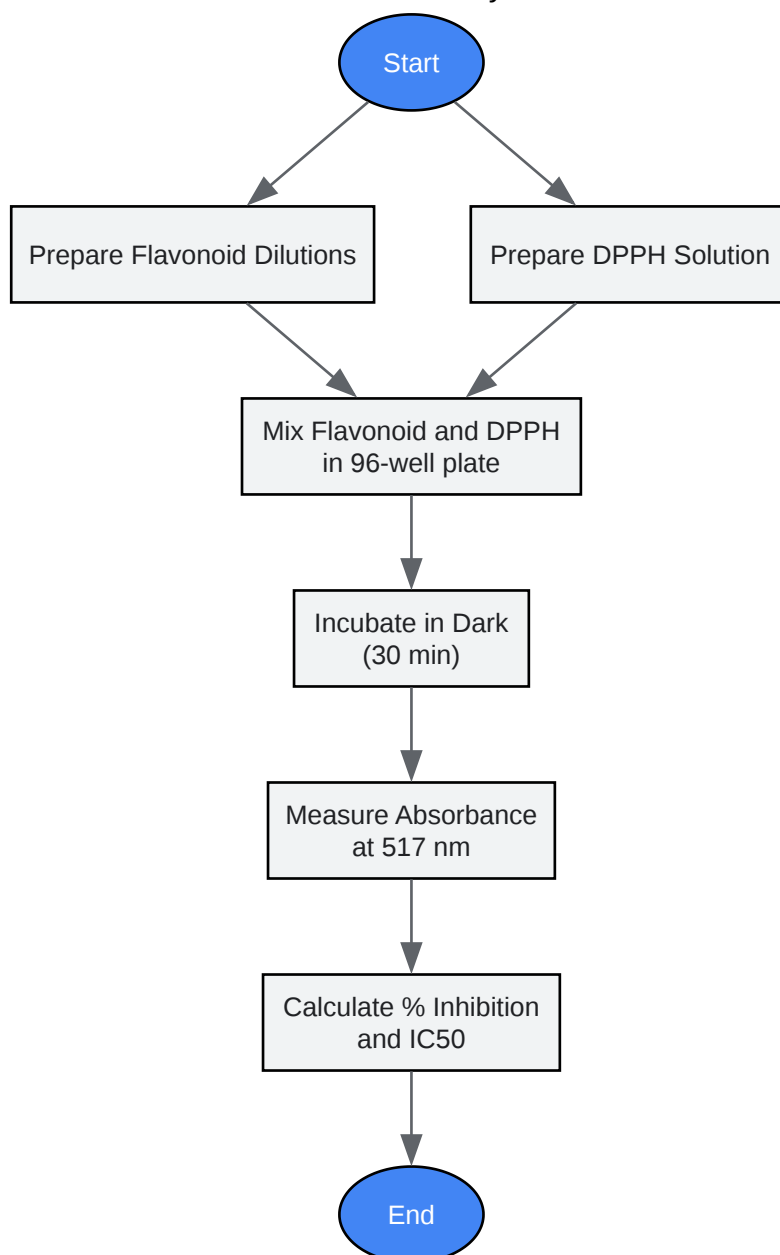 Start
Prepare Flavonoid Dilutions
Prepare DPPH Solution
Mix Flavonoid and DPPH
in 96-well plate
Incubate in Dark
(30 min)
Measure Absorbance
at 517 nm
Calculate % Inhibition
and IC50
End